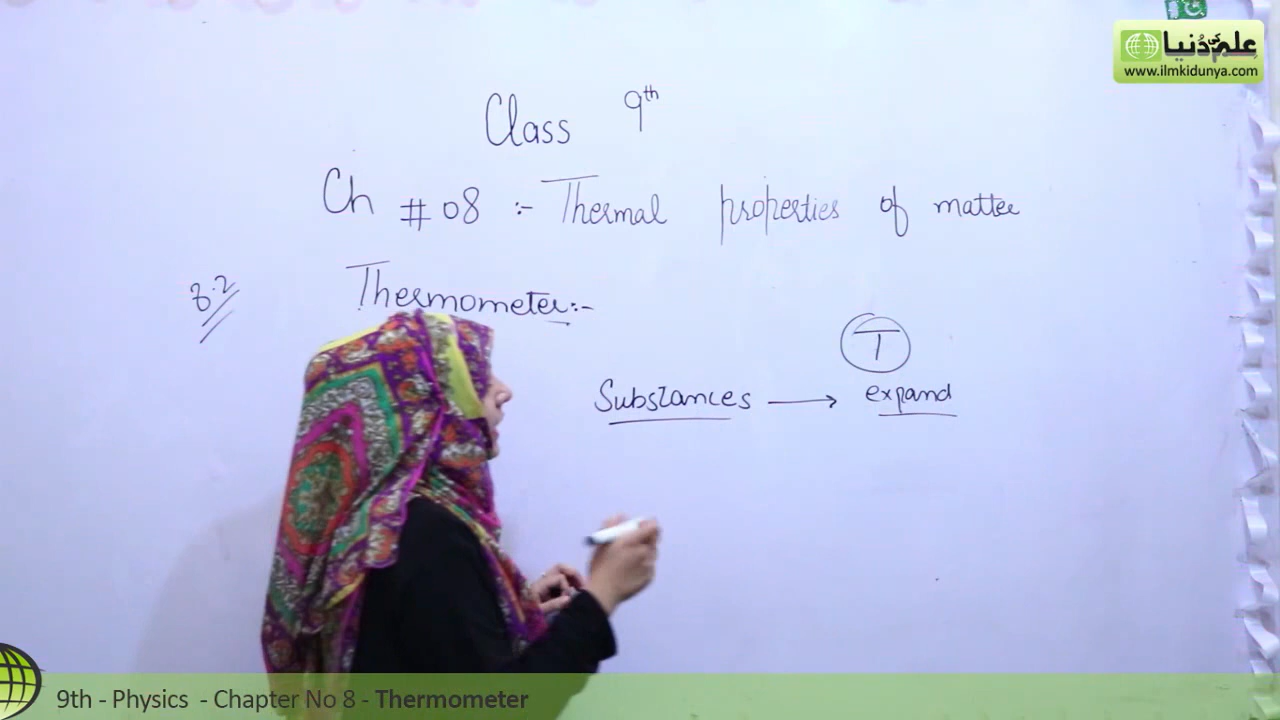 علم کی دُنیا
www.ilmkidunya.com
Class 9th
Ch # 08 :- Thermal properties of matter
8.2 Thermometer:-
T
Substances → expand
9th - Physics - Chapter No 8 - Thermometer